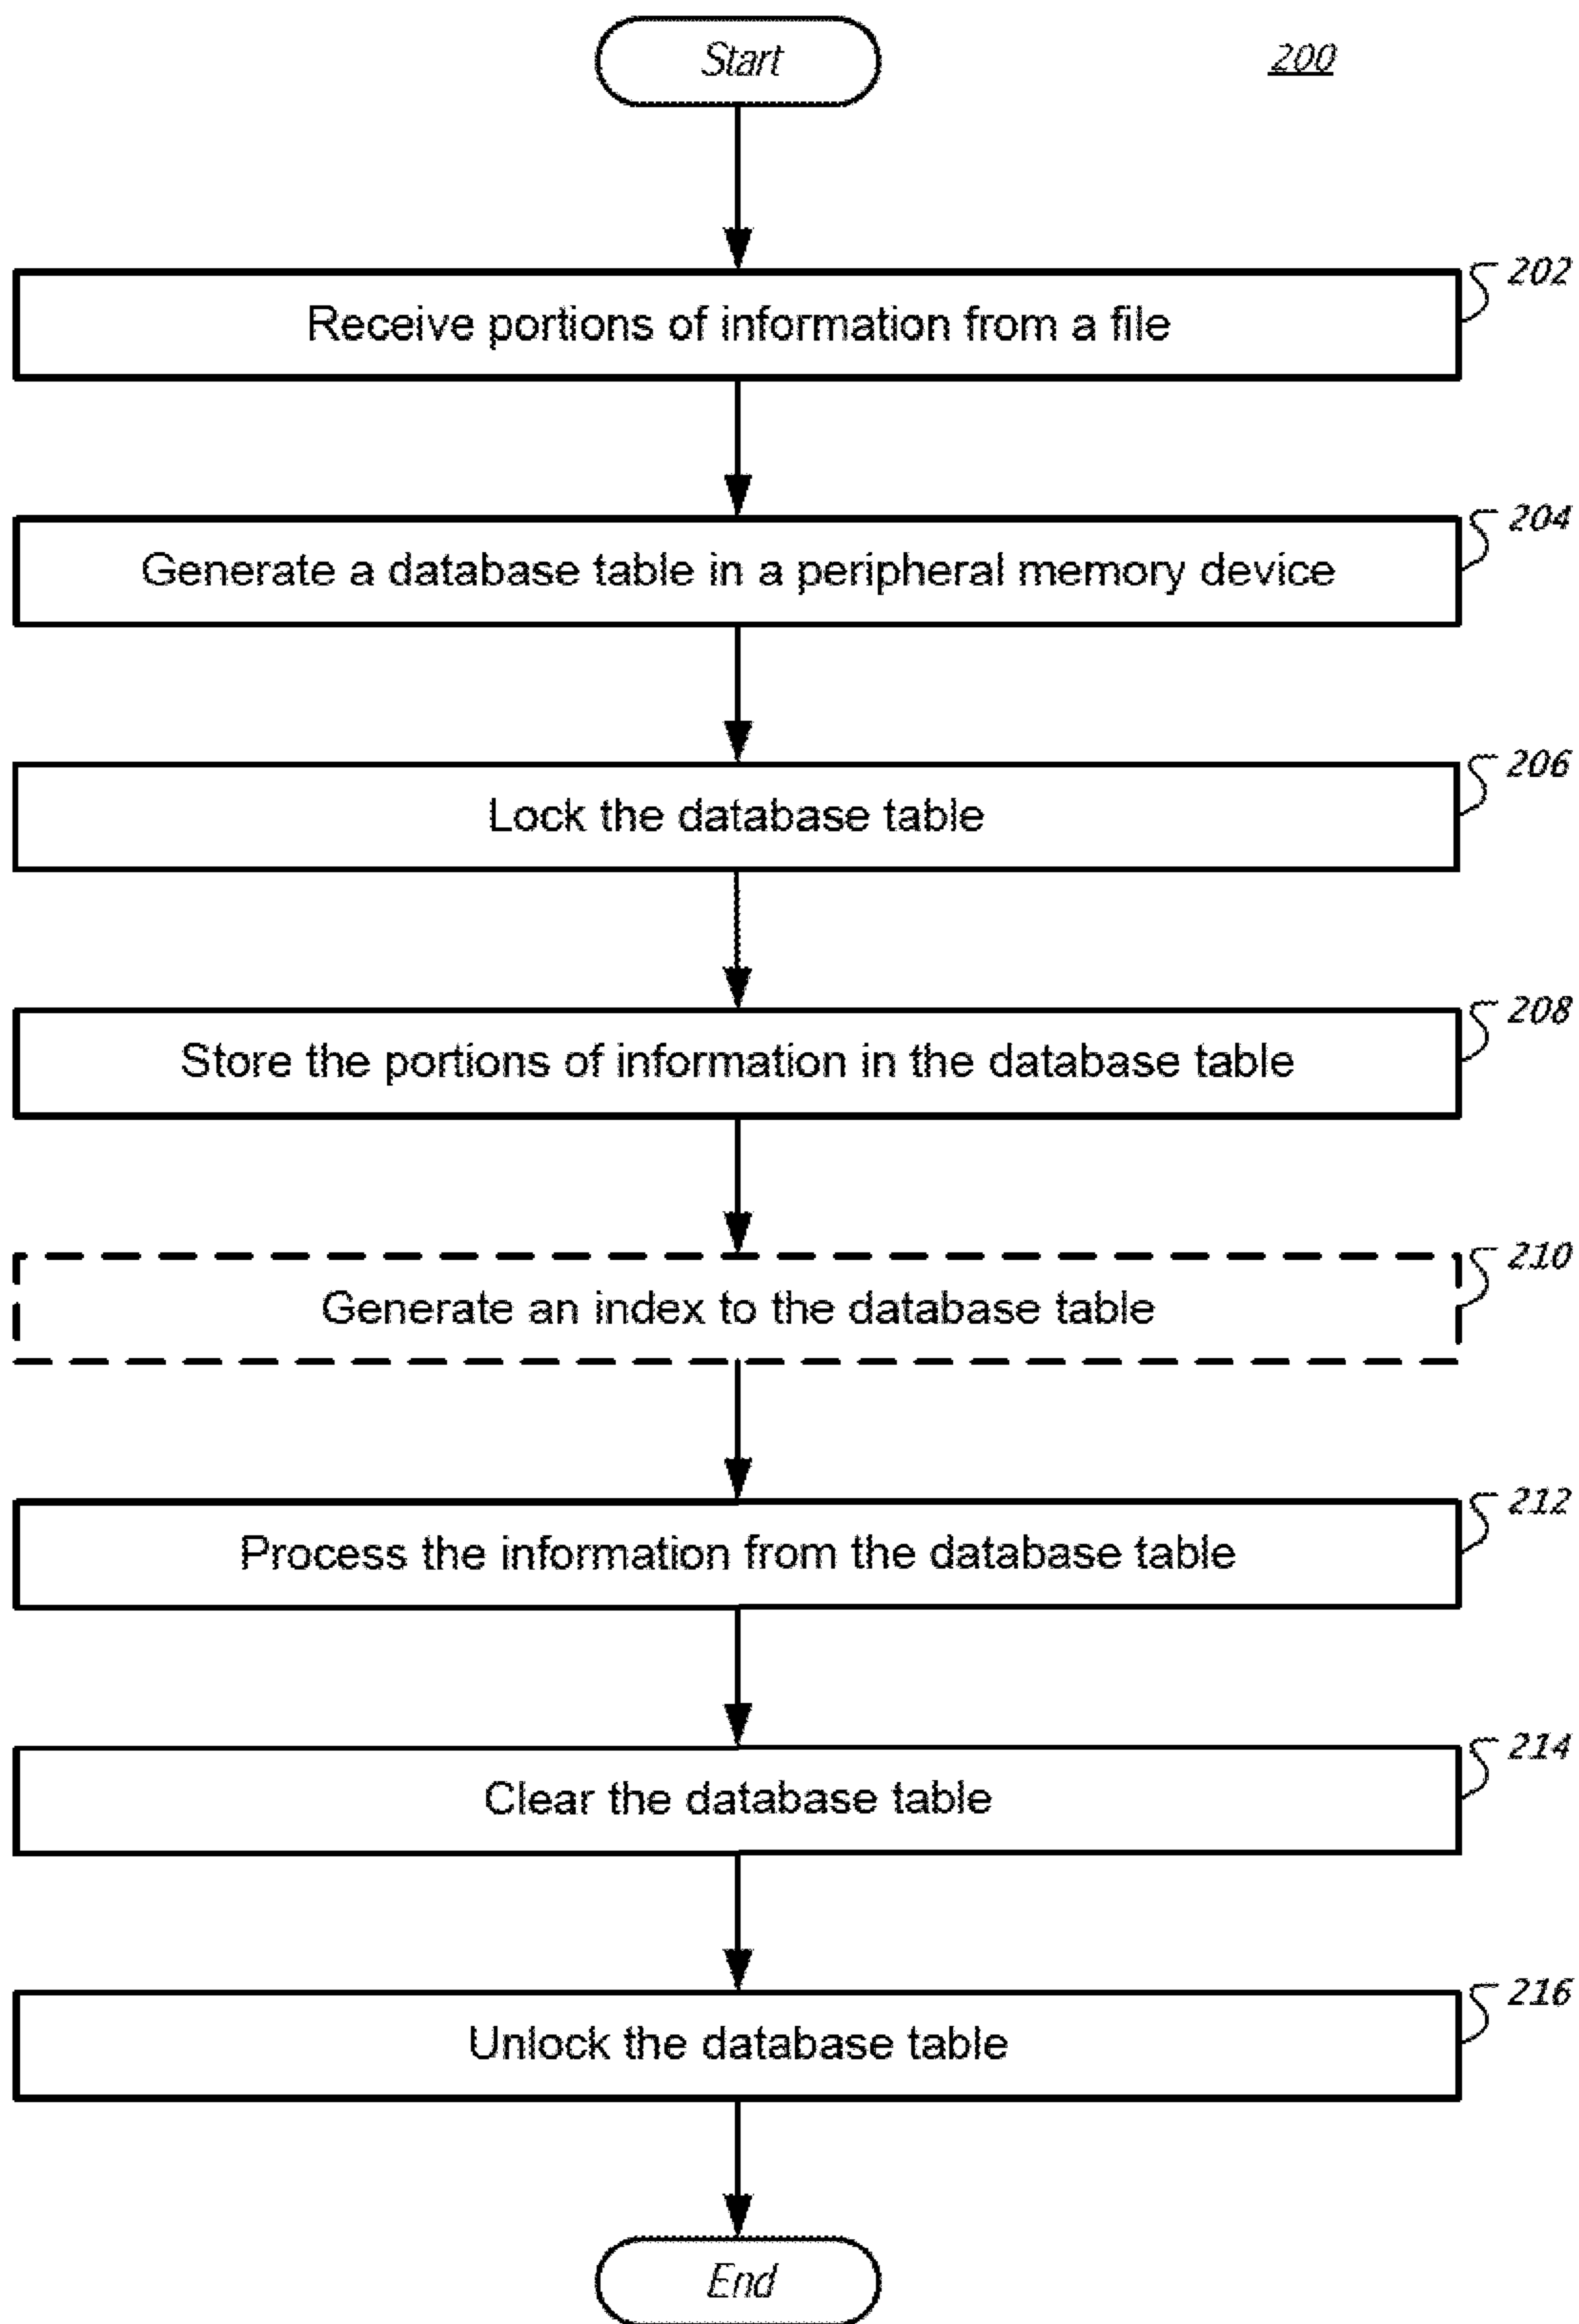 Start
200
202
Receive portions of information from a file
204
Generate a database table in a peripheral memory device
206
Lock the database table
208
Store the portions of information in the database table
210
Generate an index to the database table
212
Process the information from the database table
214
Clear the database table
216
Unlock the database table
End